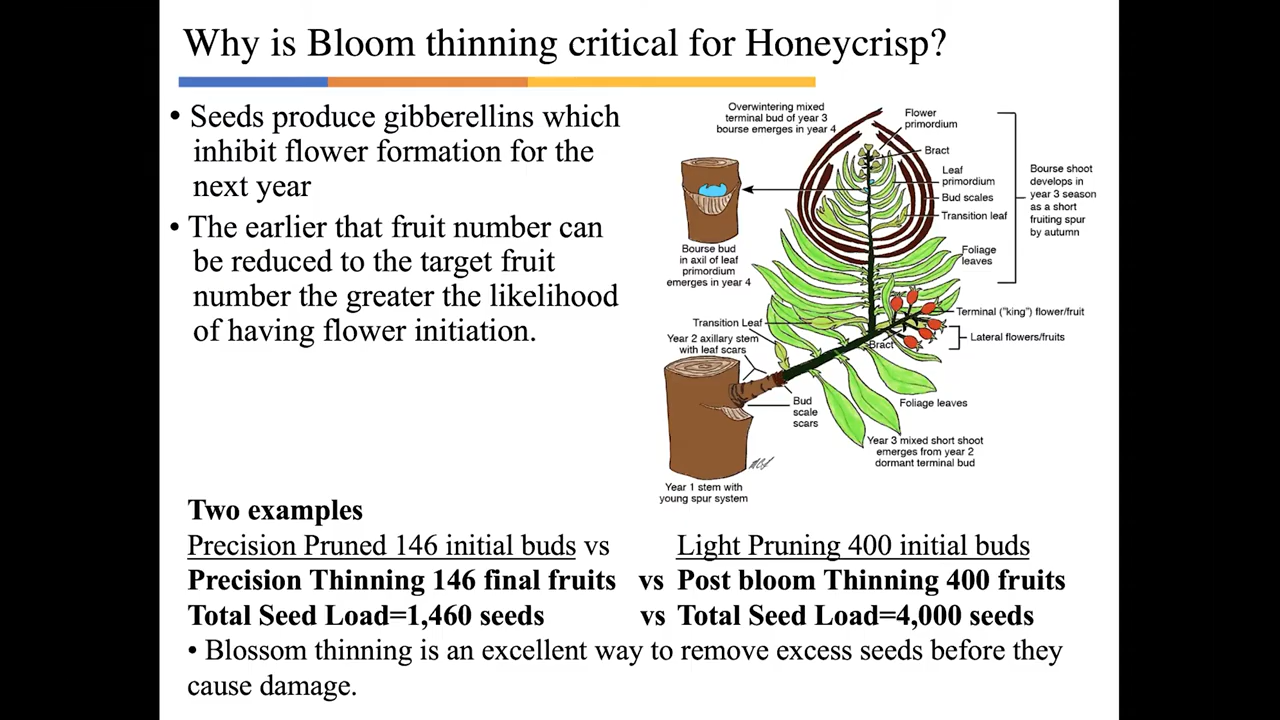 Why is Bloom thinning critical for Honeycrisp?
• Seeds produce gibberellins which
inhibit flower formation for the
next year
• The earlier that fruit number can
be reduced to the target fruit
number the greater the likelihood
of having flower initiation.
Overwintering mixed
terminal bud of year 3
bourse emerges in year 4
Flower
primordium
Bract
Leaf
primordium
Bud scales
Transition leaf
Bourse shoot
develops in
year 3 season
as a short
fruiting spur
by autumn
Bourse bud
in axil of leaf
primordium
emerges in year 4
Foliage
leaves
Transition Leaf
Terminal ("king") flower/fruit
Lateral flowers/fruits
Year 2 axillary stem
with leaf scars
Bract
Bud
scale
scars
Foliage leaves
Year 3 mixed short shoot
emerges from year 2
dormant terminal bud
Year 1 stem with
young spur system
Two examples
Precision Pruned 146 initial buds vs Light Pruning 400 initial buds
Precision Thinning 146 final fruits vs Post bloom Thinning 400 fruits
Total Seed Load=1,460 seeds vs Total Seed Load=4,000 seeds
• Blossom thinning is an excellent way to remove excess seeds before they
cause damage.